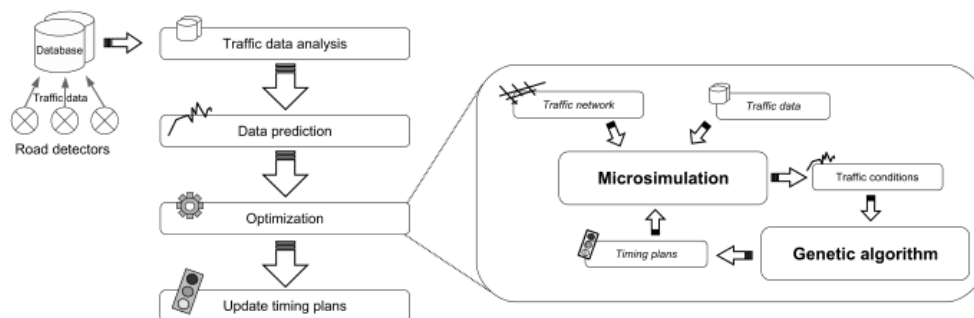 Database
Traffic data
Road detectors
Traffic data analysis
Data prediction
Optimization
Update timing plans
Traffic network
Traffic data
Microsimulation
Traffic conditions
Timing plans
Genetic algorithm